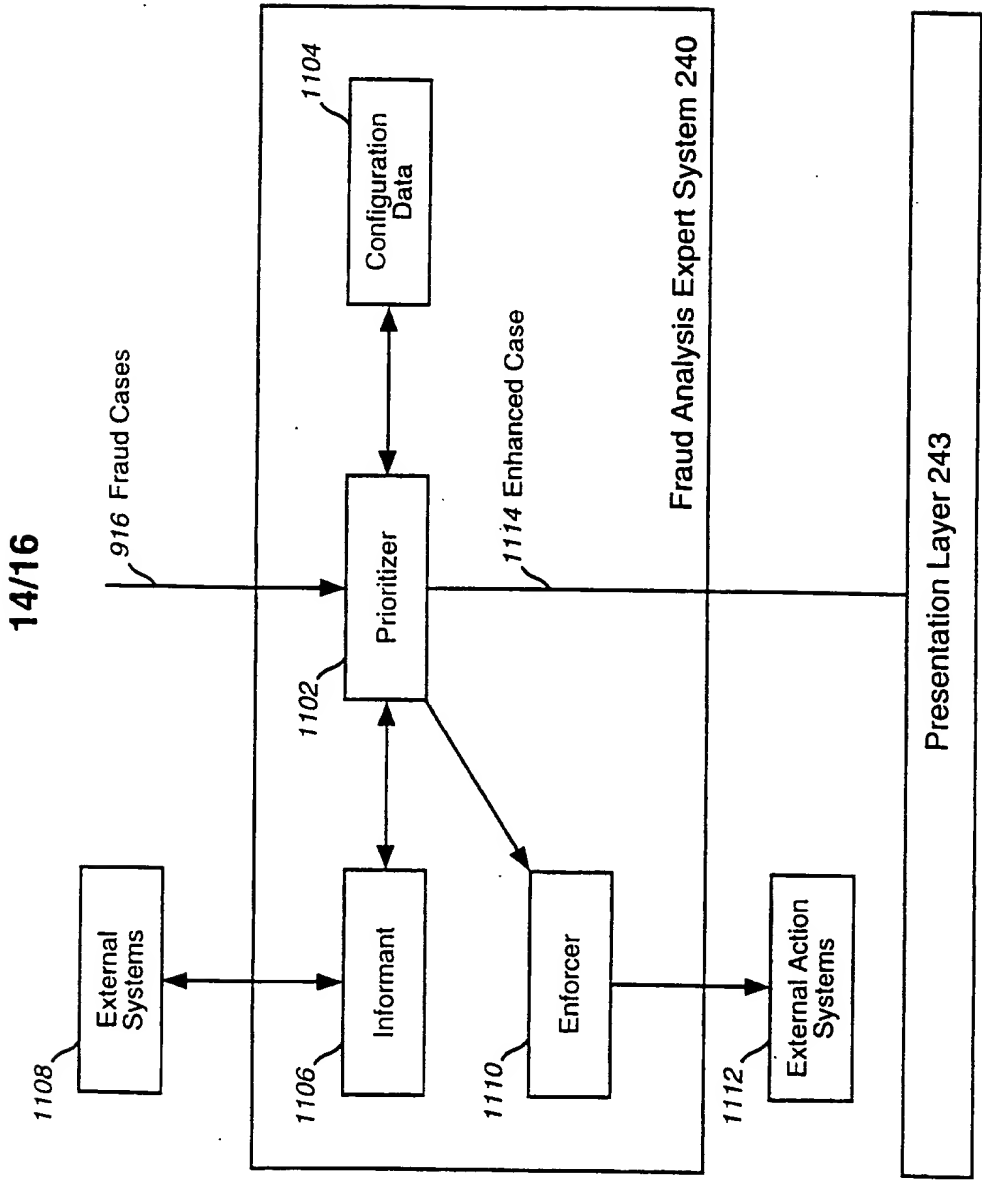 14/16
916 Fraud Cases
1108
External
Systems
1106
Informant
1102
Prioritizer
1104
Configuration
Data
1110
Enforcer
1114 Enhanced Case
Fraud Analysis Expert System 240
1112
External Action
Systems
Presentation Layer 243